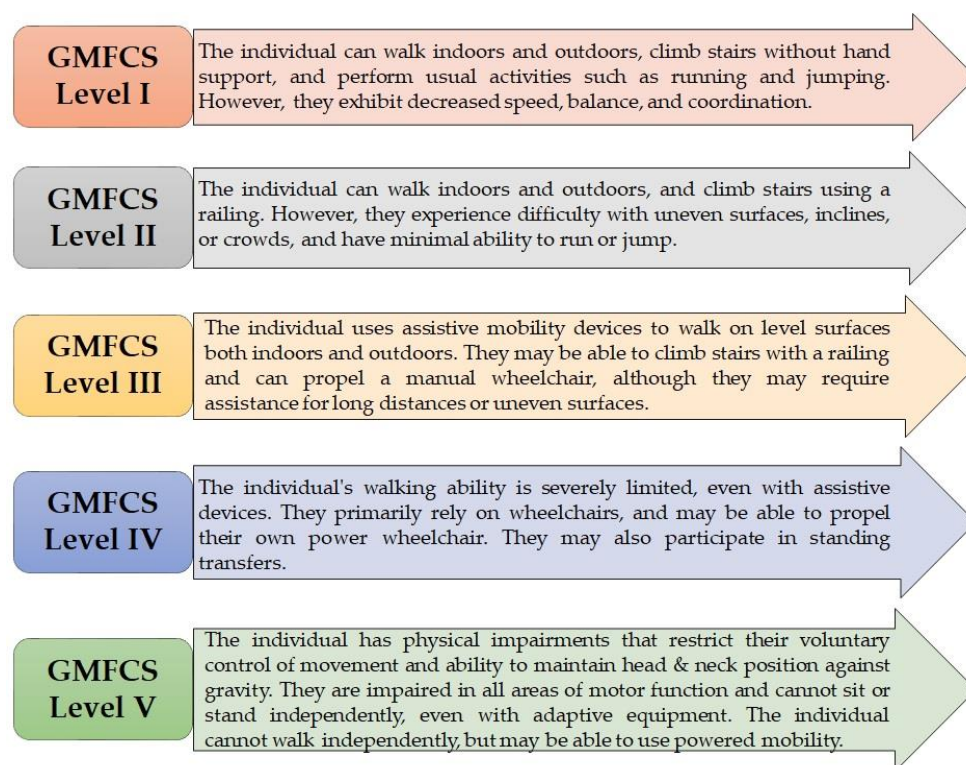 GMFCS
Level I
The individual can walk indoors and outdoors, climb stairs without hand
support, and perform usual activities such as running and jumping.
However, they exhibit decreased speed, balance, and coordination.
GMFCS
Level II
The individual can walk indoors and outdoors, and climb stairs using a
railing. However, they experience difficulty with uneven surfaces, inclines,
or crowds, and have minimal ability to run or jump.
GMFCS
Level III
The individual uses assistive mobility devices to walk on level surfaces
both indoors and outdoors. They may be able to climb stairs with a railing
and can propel a manual wheelchair, although they may require
assistance for long distances or uneven surfaces.
GMFCS
Level IV
The individual's walking ability is severely limited, even with assistive
devices. They primarily rely on wheelchairs, and may be able to propel
their own power wheelchair. They may also participate in standing
transfers.
GMFCS
Level V
The individual has physical impairments that restrict their voluntary
control of movement and ability to maintain head & neck position against
gravity. They are impaired in all areas of motor function and cannot sit or
stand independently, even with adaptive equipment. The individual
cannot walk independently, but may be able to use powered mobility.